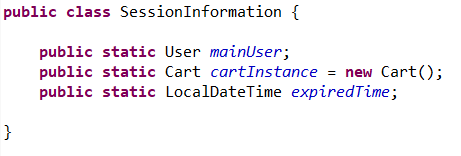 public class SessionInformation {
public static User mainUser;
public static Cart cartInstance = new Cart();
public static LocalDateTime expiredTime;
}